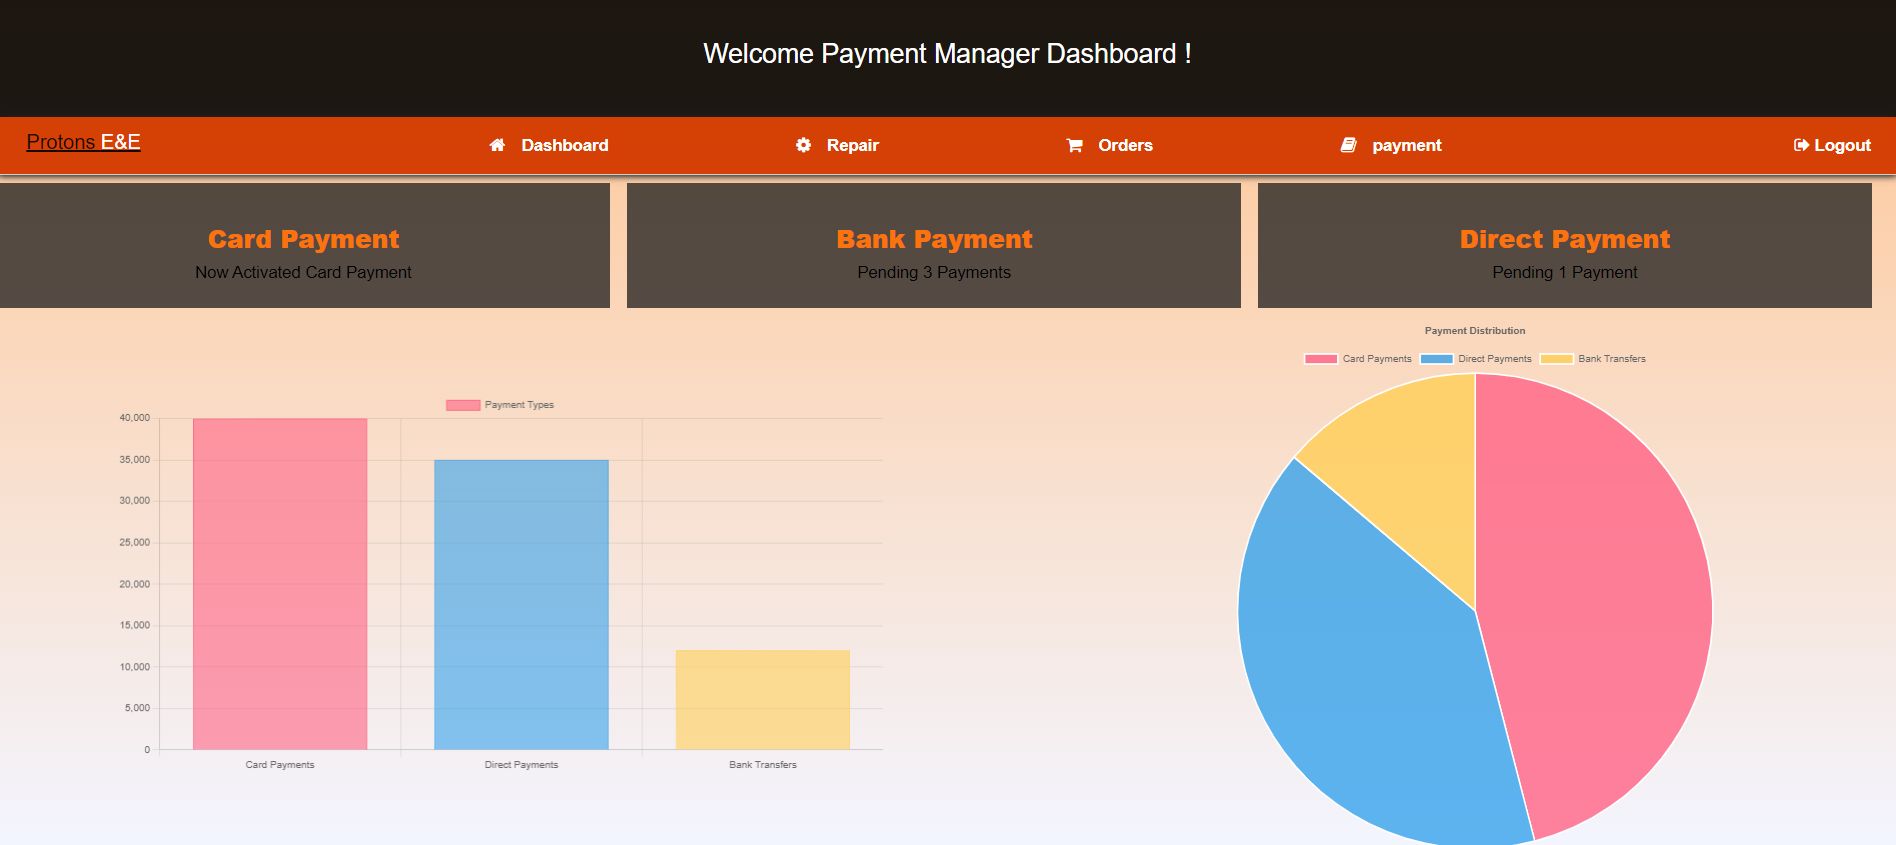 Welcome Payment Manager Dashboard !
Protons E&E
Dashboard
Repair
Orders
payment
Logout
Card Payment
Now Activated Card Payment
Bank Payment
Pending 3 Payments
Direct Payment
Pending 1 Payment
Payment Types
40,000
35,000
30,000
25,000
20,000
15,000
10,000
5,000
0
Card Payments
Direct Payments
Bank Transfers
Payment Distribution
Card Payments
Direct Payments
Bank Transfers